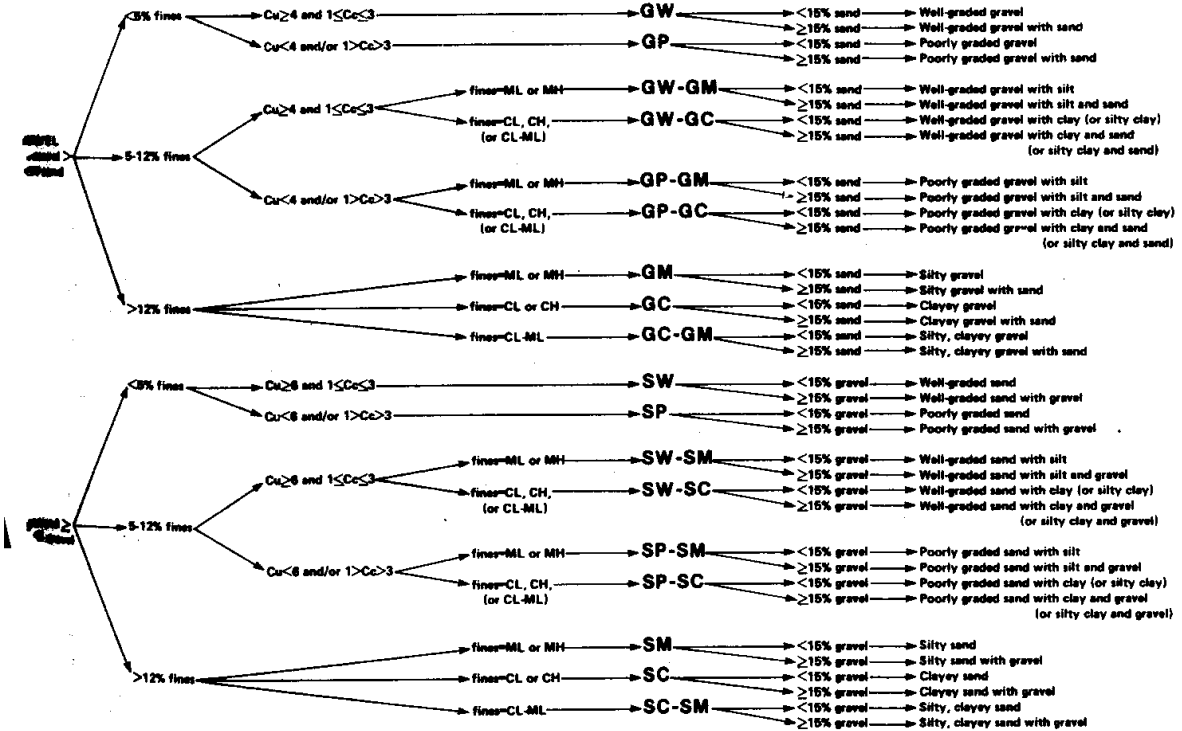 <5% fines Cu≥4 and 1≤Cc≤3 GW <15% sand Well-graded gravel
≥15% sand Well-graded gravel with sand
Cu<4 and/or 1>Cc>3 GP <15% sand Poorly graded gravel
≥15% sand Poorly graded gravel with sand
Cu≥4 and 1≤Cc≤3 fines=ML or MH GW-GM <15% sand Well-graded gravel with silt
≥15% sand Well-graded gravel with silt and sand
fines=CL, CH, GW-GC <15% sand Well-graded gravel with clay (or silty clay)
(or CL-ML) ≥15% sand Well-graded gravel with clay and sand
(or silty clay and sand)
5-12% fines
Cu<4 and/or 1>Cc>3 fines=ML or MH GP-GM <15% sand Poorly graded gravel with silt
≥15% sand Poorly graded gravel with silt and sand
fines=CL, CH, GP-GC <15% sand Poorly graded gravel with clay (or silty clay)
(or CL-ML) ≥15% sand Poorly graded gravel with clay and sand
(or silty clay and sand)
>12% fines fines=ML or MH GM <15% sand Silty gravel
≥15% sand Silty gravel with sand
fines=CL or CH GC <15% sand Clayey gravel
≥15% sand Clayey gravel with sand
fines=CL-ML GC-GM <15% sand Silty, clayey gravel
≥15% sand Silty, clayey gravel with sand
<5% fines Cu≥6 and 1≤Cc≤3 SW <15% gravel Well-graded sand
≥15% gravel Well-graded sand with gravel
Cu<6 and/or 1>Cc>3 SP <15% gravel Poorly graded sand
≥15% gravel Poorly graded sand with gravel
Cu≥6 and 1≤Cc≤3 fines=ML or MH SW-SM <15% gravel Well-graded sand with silt
≥15% gravel Well-graded sand with silt and gravel
fines=CL, CH, SW-SC <15% gravel Well-graded sand with clay (or silty clay)
(or CL-ML) ≥15% gravel Well-graded sand with clay and gravel
(or silty clay and gravel)
5-12% fines
Cu<6 and/or 1>Cc>3 fines=ML or MH SP-SM <15% gravel Poorly graded sand with silt
≥15% gravel Poorly graded sand with silt and gravel
fines=CL, CH, SP-SC <15% gravel Poorly graded sand with clay (or silty clay)
(or CL-ML) ≥15% gravel Poorly graded sand with clay and gravel
(or silty clay and gravel)
>12% fines fines=ML or MH SM <15% gravel Silty sand
≥15% gravel Silty sand with gravel
fines=CL or CH SC <15% gravel Clayey sand
≥15% gravel Clayey sand with gravel
fines=CL-ML SC-SM <15% gravel Silty, clayey sand
≥15% gravel Silty, clayey sand with gravel